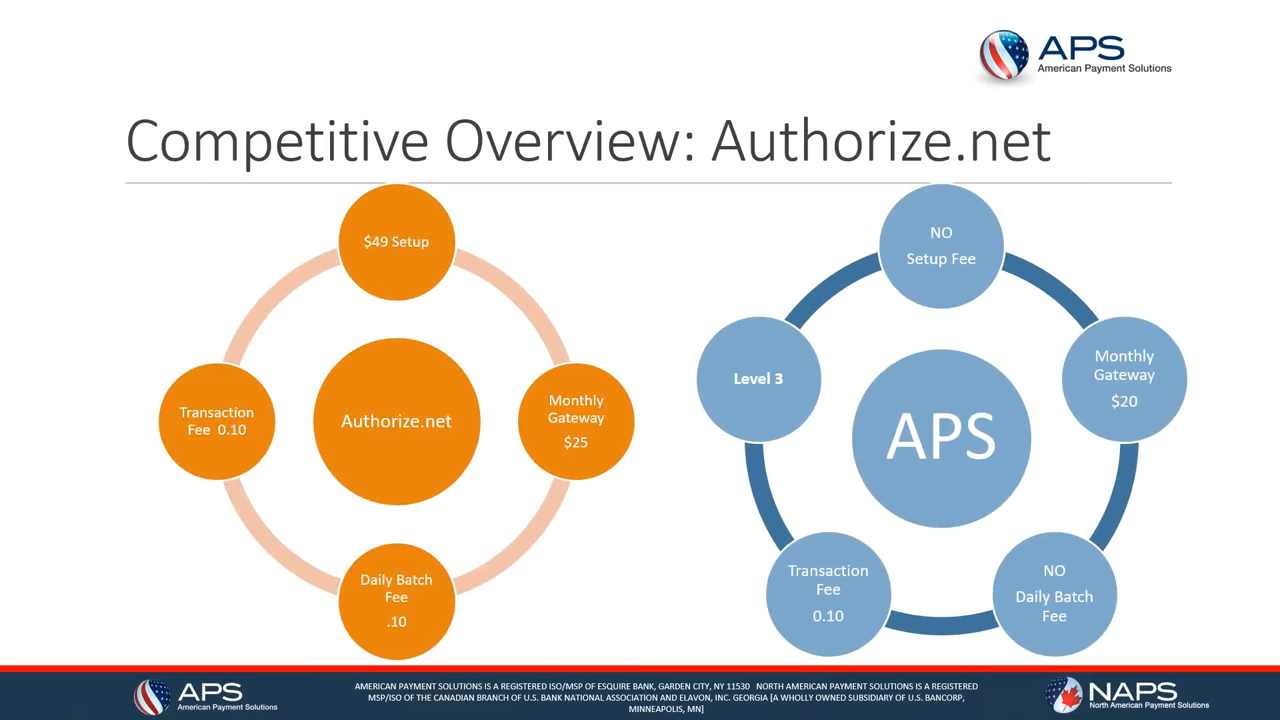 APS
American Payment Solutions
Competitive Overview: Authorize.net
$49 Setup
Monthly
Gateway
$25
Daily Batch
Fee
.10
Transaction
Fee 0.10
Authorize.net
NO
Setup Fee
Monthly
Gateway
$20
NO
Daily Batch
Fee
Transaction
Fee
0.10
Level 3
APS
APS
American Payment Solutions
AMERICAN PAYMENT SOLUTIONS IS A REGISTERED ISO/MSP OF ESQUIRE BANK, GARDEN CITY, NY 11530 NORTH AMERICAN PAYMENT SOLUTIONS IS A REGISTERED
MSP/ISO OF THE CANADIAN BRANCH OF U.S. BANK NATIONAL ASSOCIATION AND ELAVON, INC. GEORGIA [A WHOLLY OWNED SUBSIDIARY OF U.S. BANCORP,
MINNEAPOLIS, MN]
NAPS
North American Payment Solutions